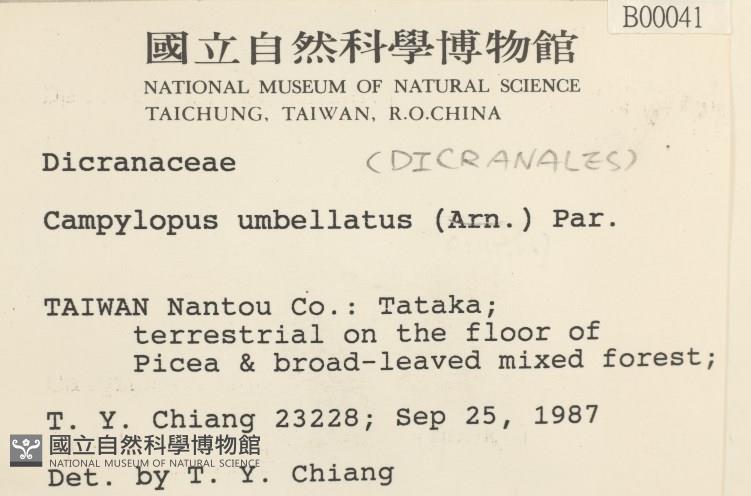 B00041
國立自然科學博物館
NATIONAL MUSEUM OF NATURAL SCIENCE
TAICHUNG, TAIWAN, R.O.CHINA
Dicranaceae (DICRANALES)
Campylopus umbellatus (Arn.) Par.
TAIWAN Nantou Co.: Tataka;
terrestrial on the floor of
Picea & broad-leaved mixed forest;
T. Y. Chiang 23228; Sep 25, 1987
國立自然科學博物館
NATIONAL MUSEUM OF NATURAL SCIENCE
Det. by T. Y. Chiang